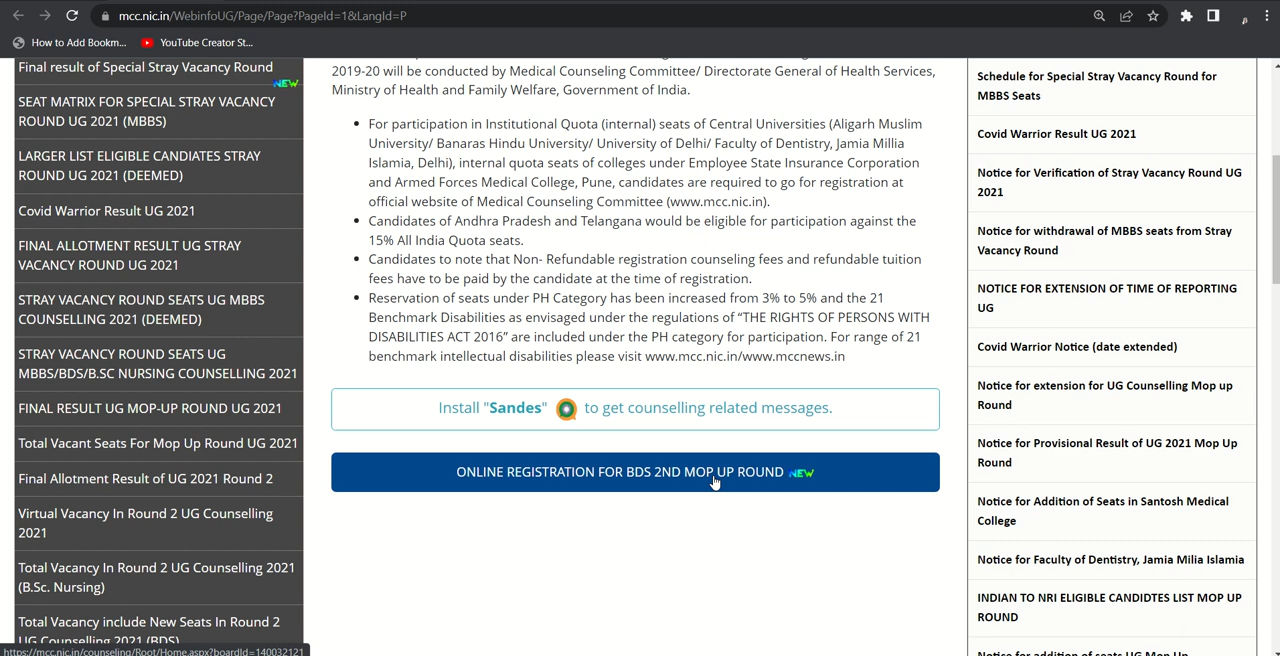 mcc.nic.in/WebinfoUG/Page/Page?PageId=1&LangId=P
How to Add Bookm...
YouTube Creator St...
Final result of Special Stray Vacancy Round
NEW
SEAT MATRIX FOR SPECIAL STRAY VACANCY
ROUND UG 2021 (MBBS)
LARGER LIST ELIGIBLE CANDIATES STRAY
ROUND UG 2021 (DEEMED)
Covid Warrior Result UG 2021
FINAL ALLOTMENT RESULT UG STRAY
VACANCY ROUND UG 2021
STRAY VACANCY ROUND SEATS UG MBBS
COUNSELLING 2021 (DEEMED)
STRAY VACANCY ROUND SEATS UG
MBBS/BDS/B.SC NURSING COUNSELLING 2021
FINAL RESULT UG MOP-UP ROUND UG 2021
Total Vacant Seats For Mop Up Round UG 2021
Final Allotment Result of UG 2021 Round 2
Virtual Vacancy In Round 2 UG Counselling
2021
Total Vacancy In Round 2 UG Counselling 2021
(B.Sc. Nursing)
Total Vacancy include New Seats In Round 2
UG Counselling 2021 (BDS)
https://mcc.nic.in/counseling/Root/Home.aspx?boardId=140032121
2019-20 will be conducted by Medical Counseling Committee/ Directorate General of Health Services,
Ministry of Health and Family Welfare, Government of India.
• For participation in Institutional Quota (internal) seats of Central Universities (Aligarh Muslim
University/ Banaras Hindu University/ University of Delhi/ Faculty of Dentistry, Jamia Millia
Islamia, Delhi), internal quota seats of colleges under Employee State Insurance Corporation
and Armed Forces Medical College, Pune, candidates are required to go for registration at
official website of Medical Counseling Committee (www.mcc.nic.in).
• Candidates of Andhra Pradesh and Telangana would be eligible for participation against the
15% All India Quota seats.
• Candidates to note that Non- Refundable registration counseling fees and refundable tuition
fees have to be paid by the candidate at the time of registration.
• Reservation of seats under PH Category has been increased from 3% to 5% and the 21
Benchmark Disabilities as envisaged under the regulations of “THE RIGHTS OF PERSONS WITH
DISABILITIES ACT 2016” are included under the PH category for participation. For range of 21
benchmark intellectual disabilities please visit www.mcc.nic.in/www.mccnews.in
Install "Sandes" to get counselling related messages.
ONLINE REGISTRATION FOR BDS 2ND MOP UP ROUND NEW
Schedule for Special Stray Vacancy Round for
MBBS Seats
Covid Warrior Result UG 2021
Notice for Verification of Stray Vacancy Round UG
2021
Notice for withdrawal of MBBS seats from Stray
Vacancy Round
NOTICE FOR EXTENSION OF TIME OF REPORTING
UG
Covid Warrior Notice (date extended)
Notice for extension for UG Counselling Mop up
Round
Notice for Provisional Result of UG 2021 Mop Up
Round
Notice for Addition of Seats in Santosh Medical
College
Notice for Faculty of Dentistry, Jamia Milia Islamia
INDIAN TO NRI ELIGIBLE CANDIDTES LIST MOP UP
ROUND
Notice for addition of seats UG Mop Up